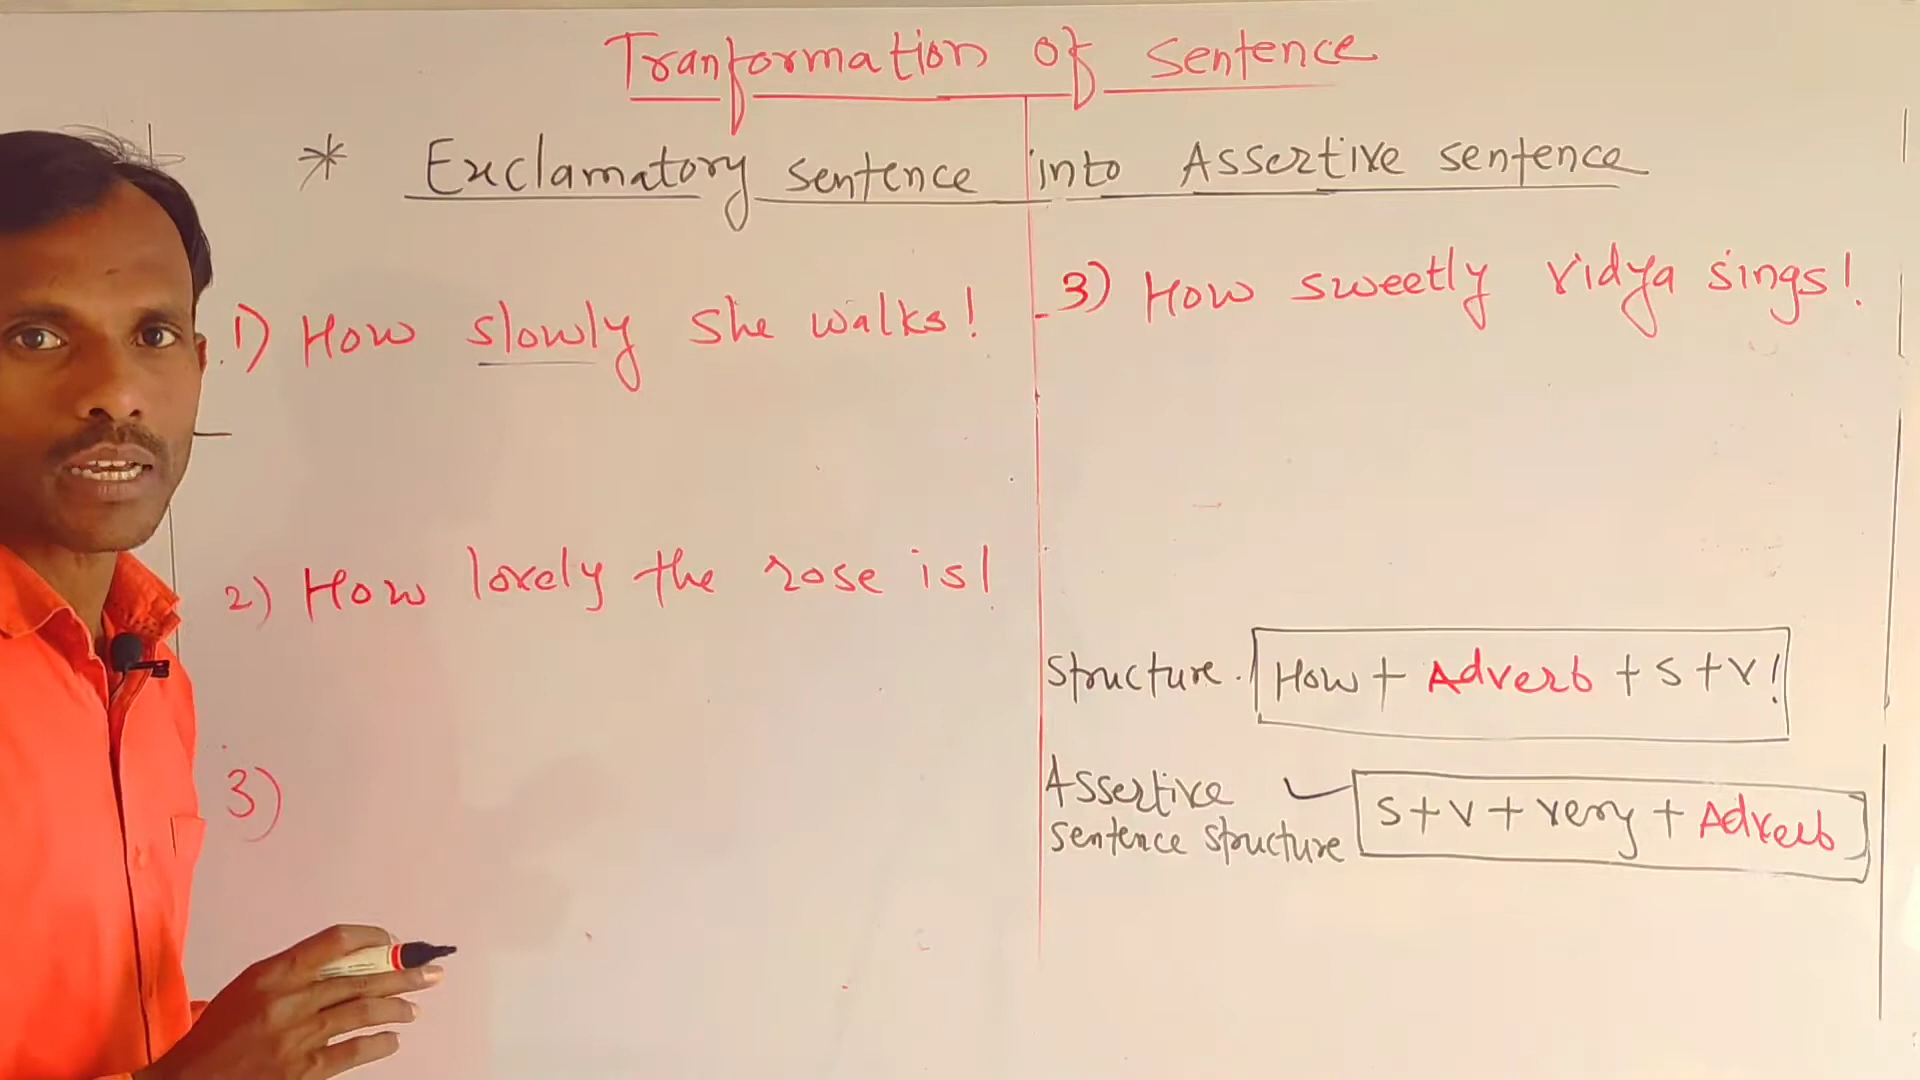 Tranformation of sentence
* Exclamatory sentence into Assertive sentence
1) How slowly She walks!
2) How lovely the rose is!
3)
3) How sweetly vidya sings!
structure. How + Adverb + s + v!
Assertive
sentence structure s + v + very + Adverb